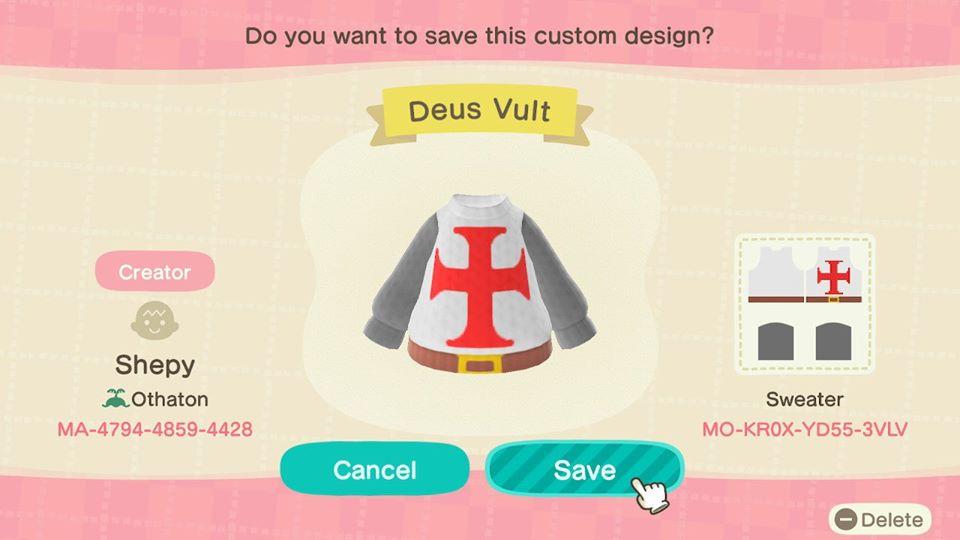 Do you want to save this custom design?
Deus Vult
Creator
Shepy
Othaton
MA-4794-4859-4428
Sweater
MO-KR0X-YD55-3VLV
Cancel
Save
Delete